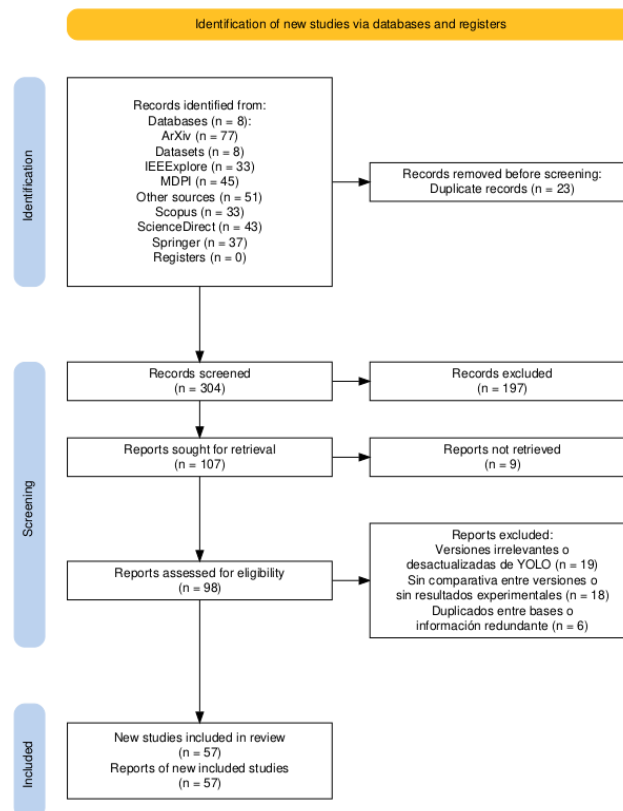 Identification of new studies via databases and registers
Identification
Records identified from:
Databases (n = 8):
ArXiv (n = 77)
Datasets (n = 8)
IEEExplore (n = 33)
MDPI (n = 45)
Other sources (n = 51)
Scopus (n = 33)
ScienceDirect (n = 43)
Springer (n = 37)
Registers (n = 0)
Records removed before screening:
Duplicate records (n = 23)
Screening
Records screened
(n = 304)
Records excluded
(n = 197)
Reports sought for retrieval
(n = 107)
Reports not retrieved
(n = 9)
Reports assessed for eligibility
(n = 98)
Reports excluded:
Versiones irrelevantes o
desactualizadas de YOLO (n = 19)
Sin comparativa entre versiones o
sin resultados experimentales (n = 18)
Duplicados entre bases o
información redundante (n = 6)
Included
New studies included in review
(n = 57)
Reports of new included studies
(n = 57)